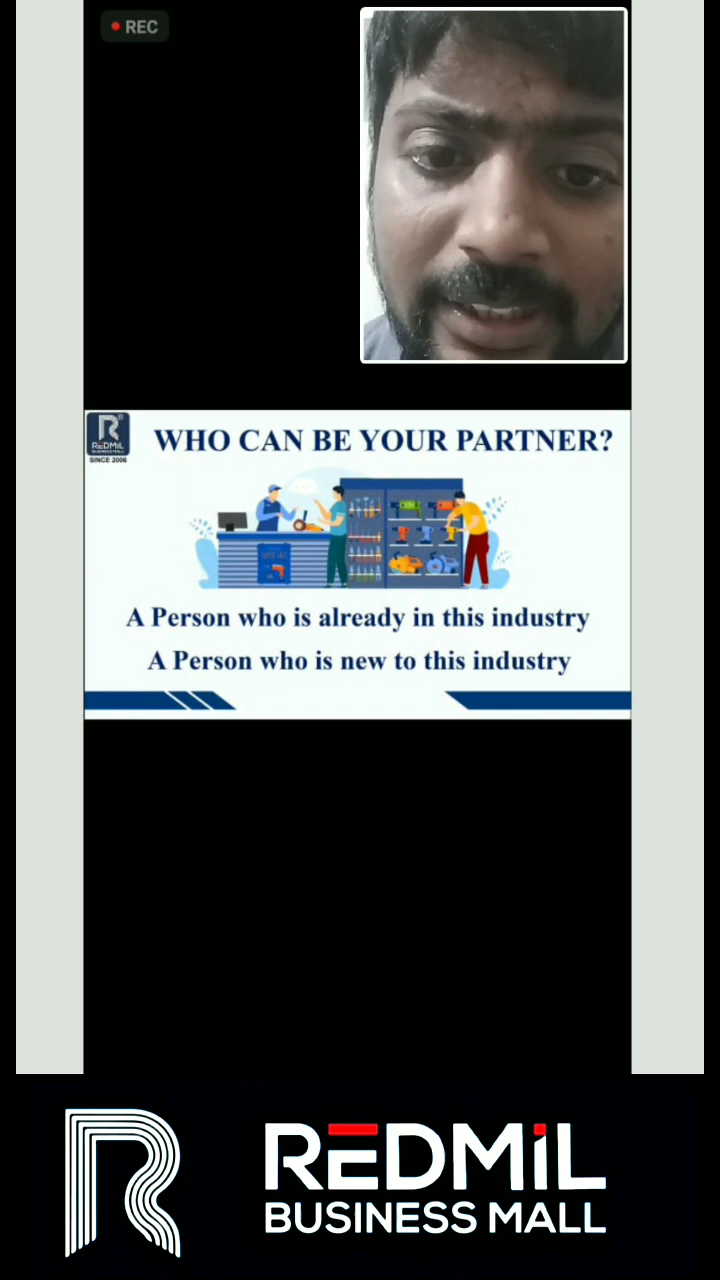 REC
R
REDMiL
BUSINESS MALL
SINCE 2006
WHO CAN BE YOUR PARTNER?
A Person who is already in this industry
A Person who is new to this industry
REDMiL
BUSINESS MALL